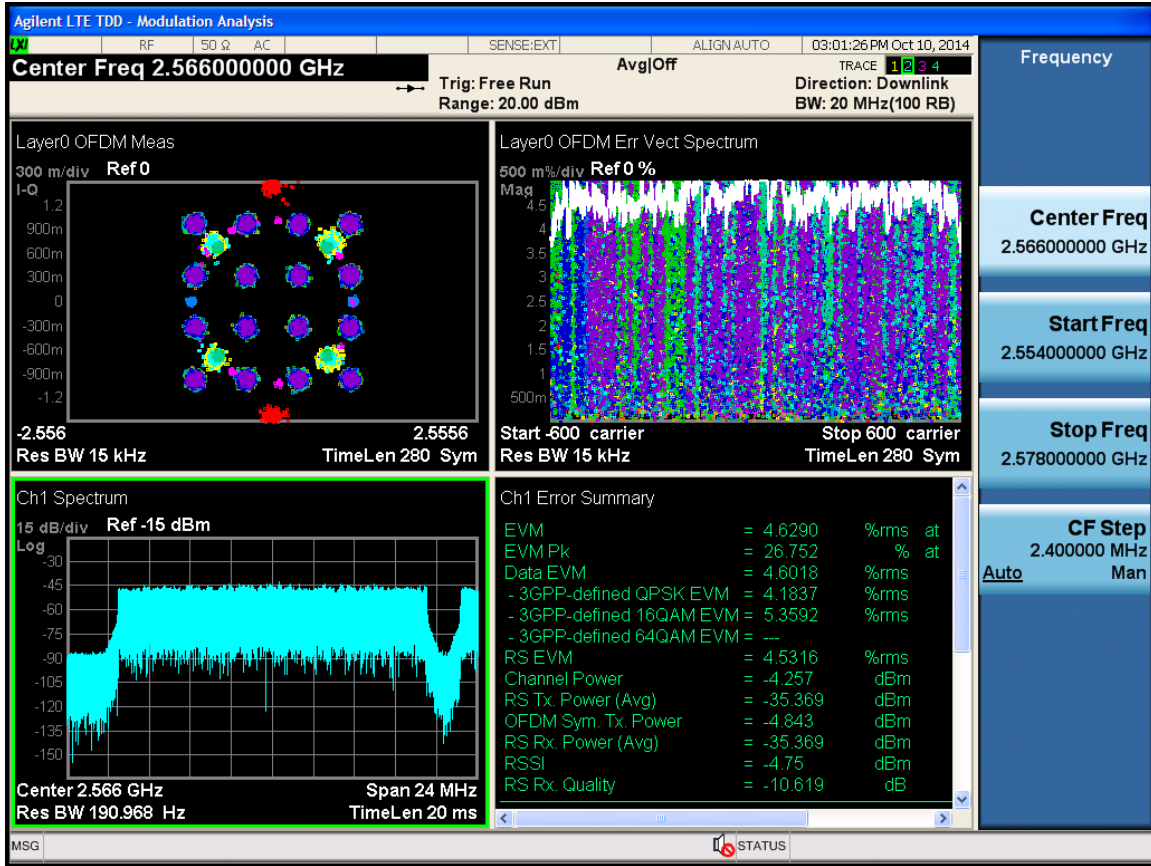 Agilent LTE TDD - Modulation Analysis
LXI RF 50 Ω AC SENSE:EXT ALIGN AUTO 03:01:26 PM Oct 10, 2014
Center Freq 2.566000000 GHz
Avg|Off
TRACE 1 2 3 4
Trig: Free Run
Direction: Downlink
Range: 20.00 dBm
BW: 20 MHz(100 RB)
Layer0 OFDM Meas
300 m/div Ref 0
I-Q
1.2
900m
600m
300m
0
-300m
-600m
-900m
-1.2
-2.556 2.5556
Res BW 15 kHz TimeLen 280 Sym
Layer0 OFDM Err Vect Spectrum
500 m%/div Ref 0 %
Mag
4.5
4
3.5
3
2.5
2
1.5
1
500m
Start -600 carrier Stop 600 carrier
Res BW 15 kHz TimeLen 280 Sym
Ch1 Spectrum
15 dB/div Ref -15 dBm
Log
-30
-45
-60
-75
-90
-105
-120
-135
-150
Center 2.566 GHz Span 24 MHz
Res BW 190.968 Hz TimeLen 20 ms
Ch1 Error Summary
EVM = 4.6290 %rms at
EVM Pk = 26.752 % at
Data EVM = 4.6018 %rms
- 3GPP-defined QPSK EVM = 4.1837 %rms
- 3GPP-defined 16QAM EVM = 5.3592 %rms
- 3GPP-defined 64QAM EVM = ---
RS EVM = 4.5316 %rms
Channel Power = -4.257 dBm
RS Tx. Power (Avg) = -35.369 dBm
OFDM Sym. Tx. Power = -4.843 dBm
RS Rx. Power (Avg) = -35.369 dBm
RSSI = -4.75 dBm
RS Rx. Quality = -10.619 dB
Frequency
Center Freq
2.566000000 GHz
Start Freq
2.554000000 GHz
Stop Freq
2.578000000 GHz
CF Step
2.400000 MHz
Auto Man
MSG STATUS